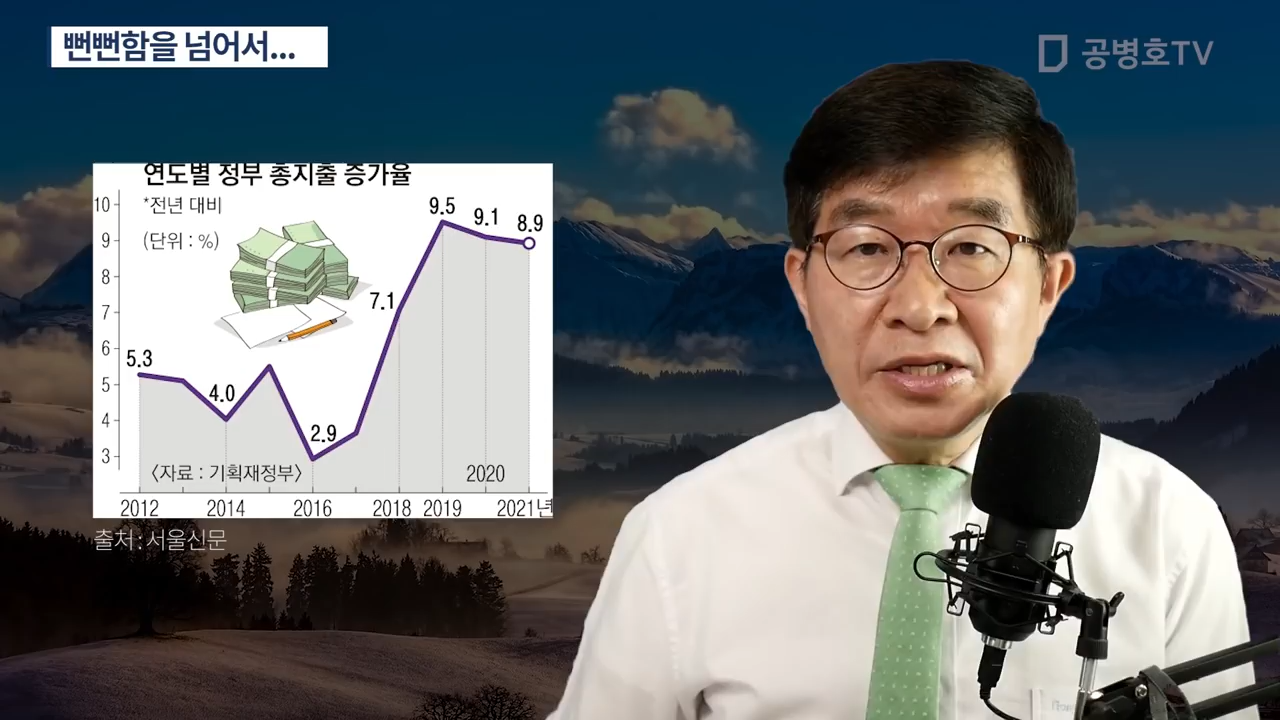 뻔뻔함을 넘어서...
공병호TV
연도별 정부 총지출 증가율
*전년 대비
(단위 : %)
10
9
8
7
6
5
4
3
5.3
4.0
2.9
7.1
9.5
9.1
8.9
〈자료 : 기획재정부〉
2020
2012
2014
2016
2018
2019
2021년
출처 : 서울신문